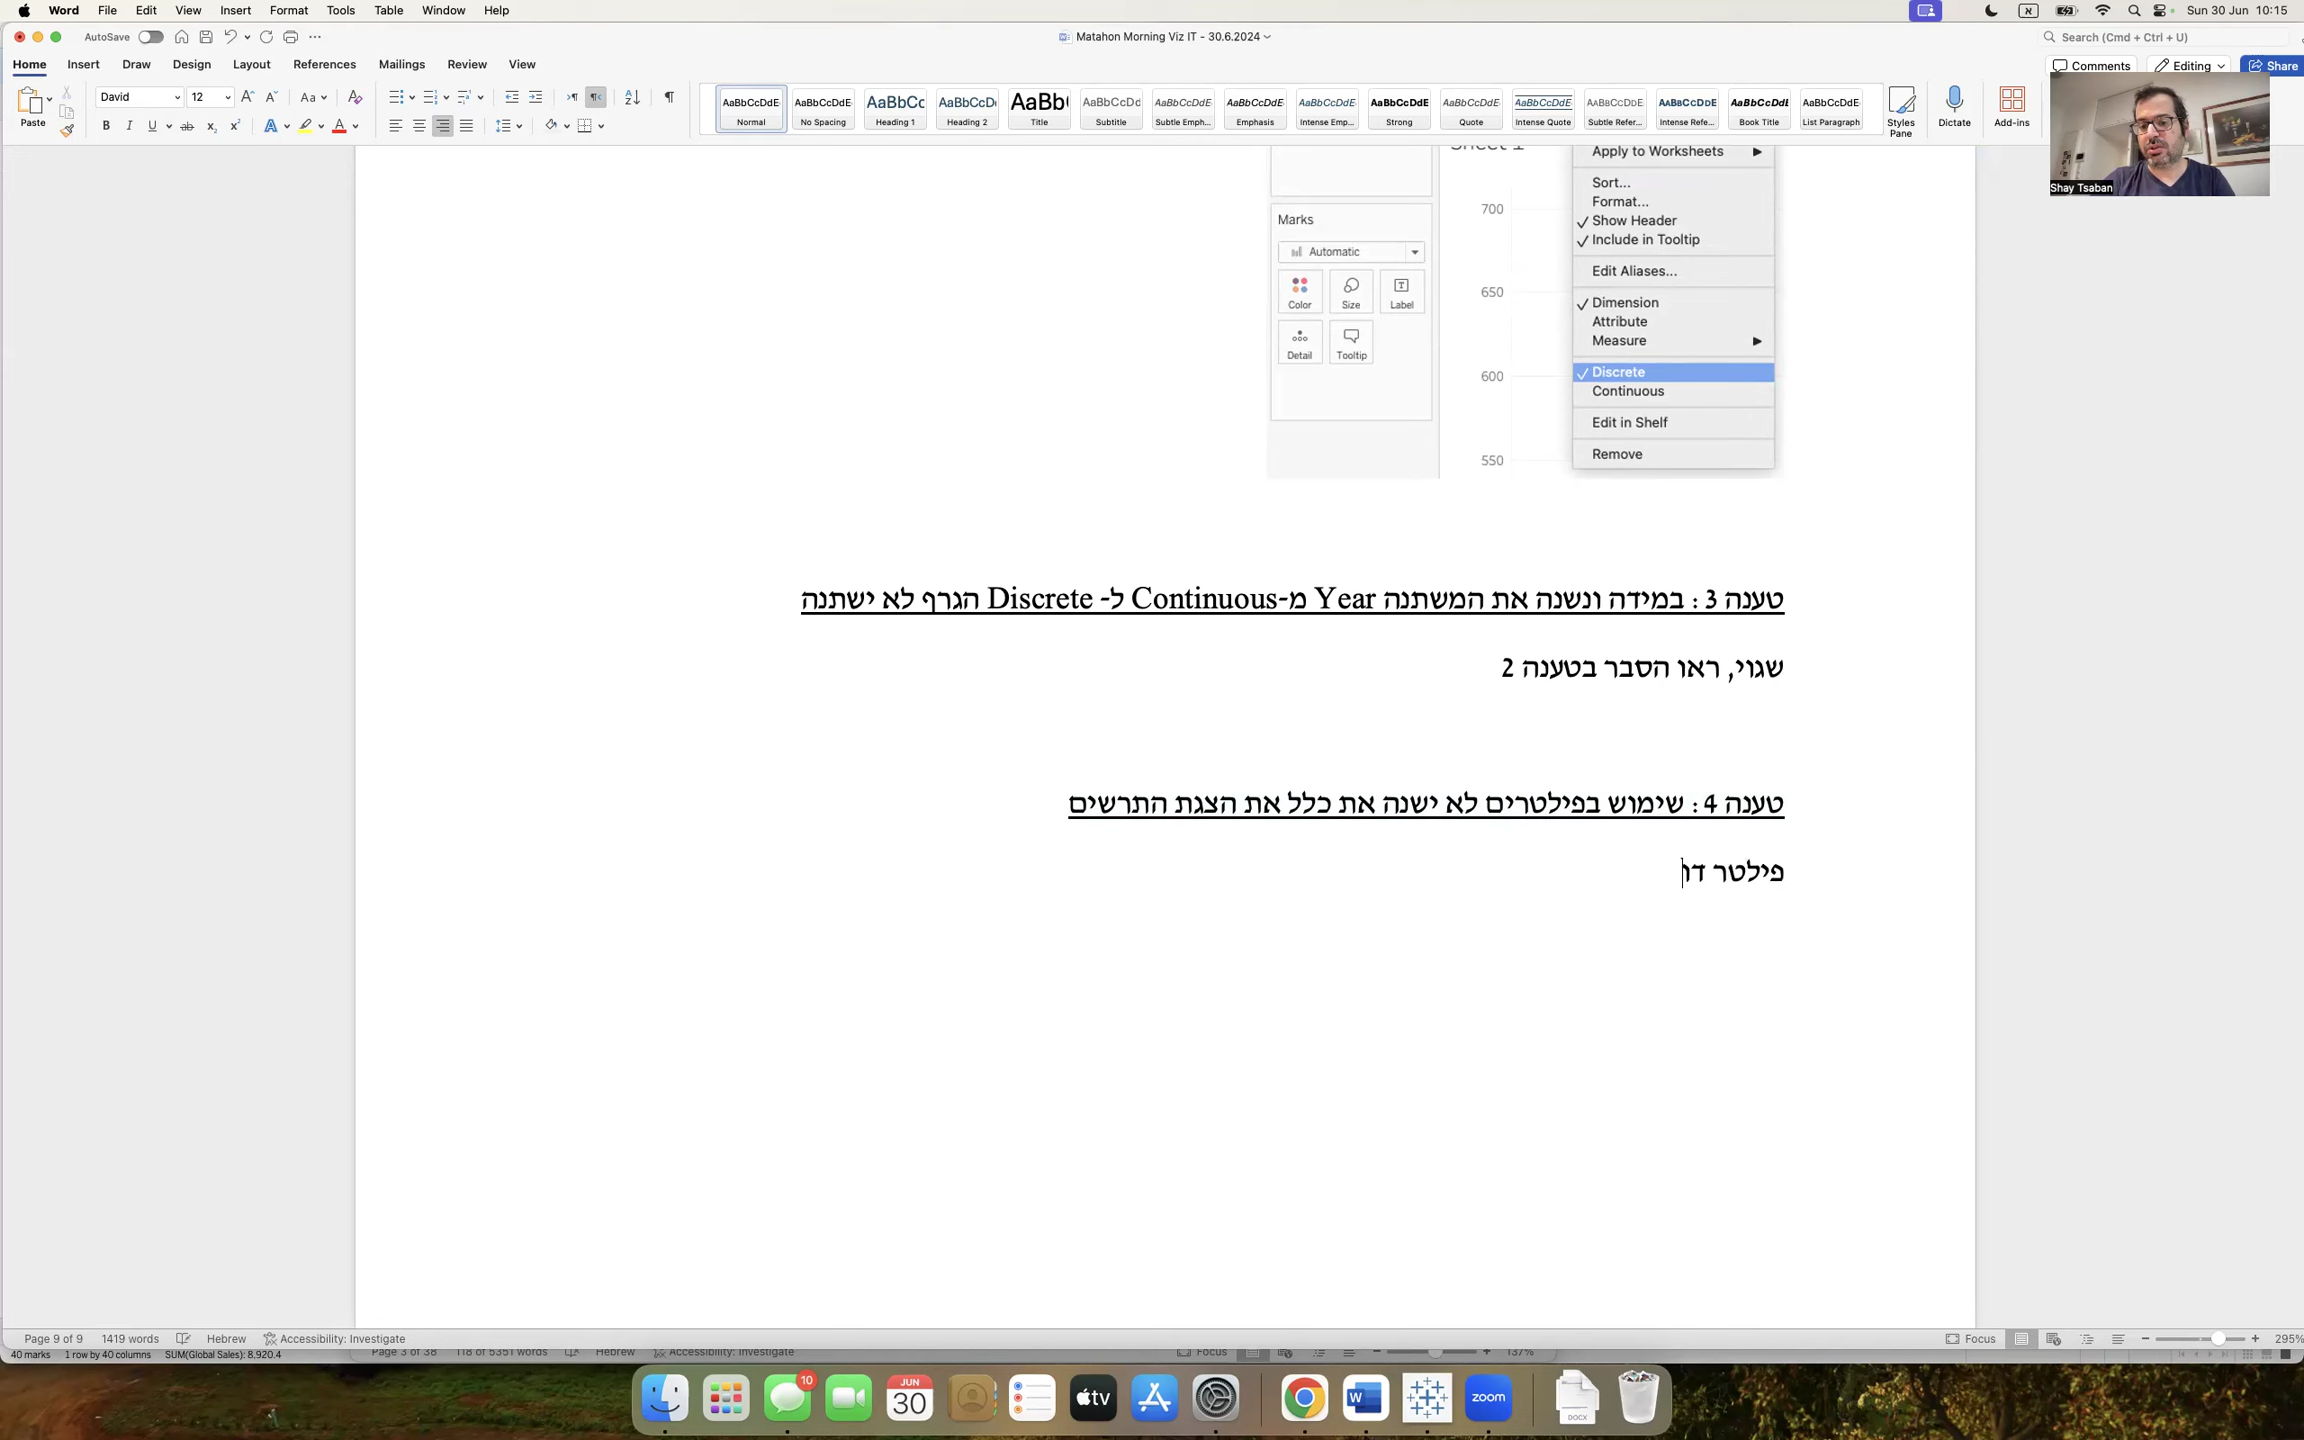 Word File Edit View Insert Format Tools Table Window Help
Sun 30 Jun 10:15
AutoSave
Matahon Morning Viz IT - 30.6.2024
Search (Cmd + Ctrl + U)
Home Insert Draw Design Layout References Mailings Review View
Comments Editing Share
Paste
David 12
AaBbCcDdE Normal
AaBbCcDdE No Spacing
AaBbCc Heading 1
AaBbCcDc Heading 2
AaBb( Title
AaBbCcDd Subtitle
AaBbCcDdE Subtle Emph...
AaBbCcDdE Emphasis
AaBbCcDdE Intense Emp...
AaBbCcDdE Strong
AaBbCcDdE Quote
AaBbCcDdE Intense Quote
AaBbCcDdE Subtle Refer...
AaBbCcDdE Intense Refe...
AaBbCcDdE Book Title
AaBbCcDdE List Paragraph
Styles Pane
Dictate
Add-ins
Shay Tsaban
Sheet 1
Marks
Automatic
Color Size Label
Detail Tooltip
700
650
600
550
Apply to Worksheets
Sort...
Format...
Show Header
Include in Tooltip
Edit Aliases...
Dimension
Attribute
Measure
Discrete
Continuous
Edit in Shelf
Remove
טענה 3 : במידה ונשנה את המשתנה Year מ-Continuous ל- Discrete הגרף לא ישתנה
שגוי, ראו הסבר בטענה 2
טענה 4 : שימוש בפילטרים לא ישנה את כלל את הצגת התרשים
פילטר דו
Page 9 of 9 1419 words Hebrew Accessibility: Investigate
Focus 295%
40 marks 1 row by 40 columns SUM(Global Sales): 8,920.4
Page 3 of 38 118 of 5351 words Hebrew Accessibility: Investigate
Focus 137%
10
JUN 30
tv
zoom
DOCX